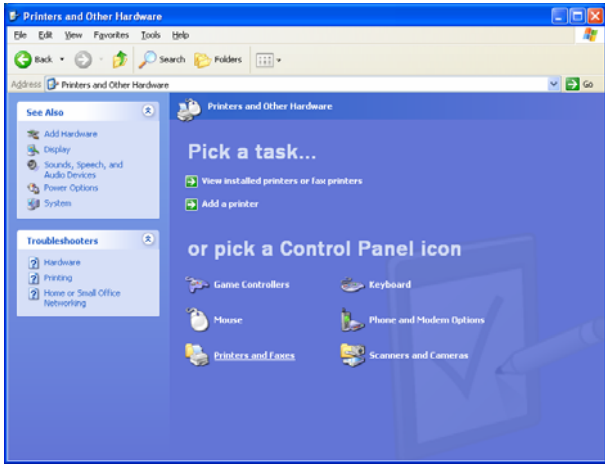 Printers and Other Hardware
File Edit View Favorites Tools Help
Back Search Folders
Address Printers and Other Hardware Go
See Also
Add Hardware
Display
Sounds, Speech, and
Audio Devices
Power Options
System
Troubleshooters
Hardware
Printing
Home or Small Office
Networking
Printers and Other Hardware
Pick a task...
View installed printers or fax printers
Add a printer
or pick a Control Panel icon
Game Controllers Keyboard
Mouse Phone and Modem Options
Printers and Faxes Scanners and Cameras